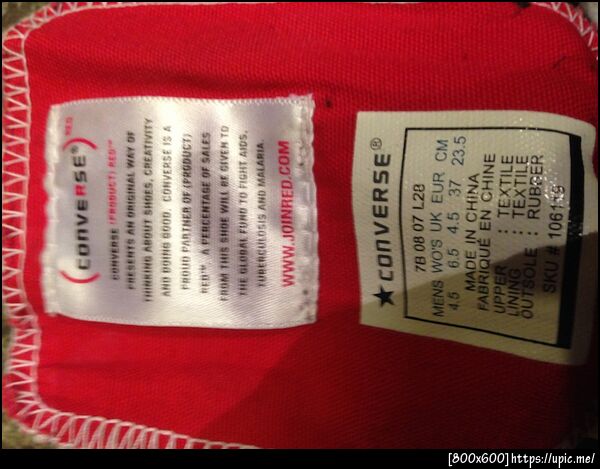 (CONVERSE®) RED
CONVERSE (PRODUCT) RED™
PRESENTS AN ORIGINAL WAY OF
THINKING ABOUT SHOES, CREATIVITY
AND DOING GOOD. CONVERSE IS A
PROUD PARTNER OF (PRODUCT)
RED™. A PERCENTAGE OF SALES
FROM THIS SHOE WILL BE GIVEN TO
THE GLOBAL FUND TO FIGHT AIDS,
TUBERCULOSIS AND MALARIA.
WWW.JOINRED.COM
★CONVERSE®
7B 08 07 L28
MENS WO'S UK EUR CM
4.5 6.5 4.5 37 23.5
MADE IN CHINA
FABRIQUÉ EN CHINE
UPPER : TEXTILE
LINING : TEXTILE
OUTSOLE : RUBBER
SKU #
[800x600]https://upic.me/